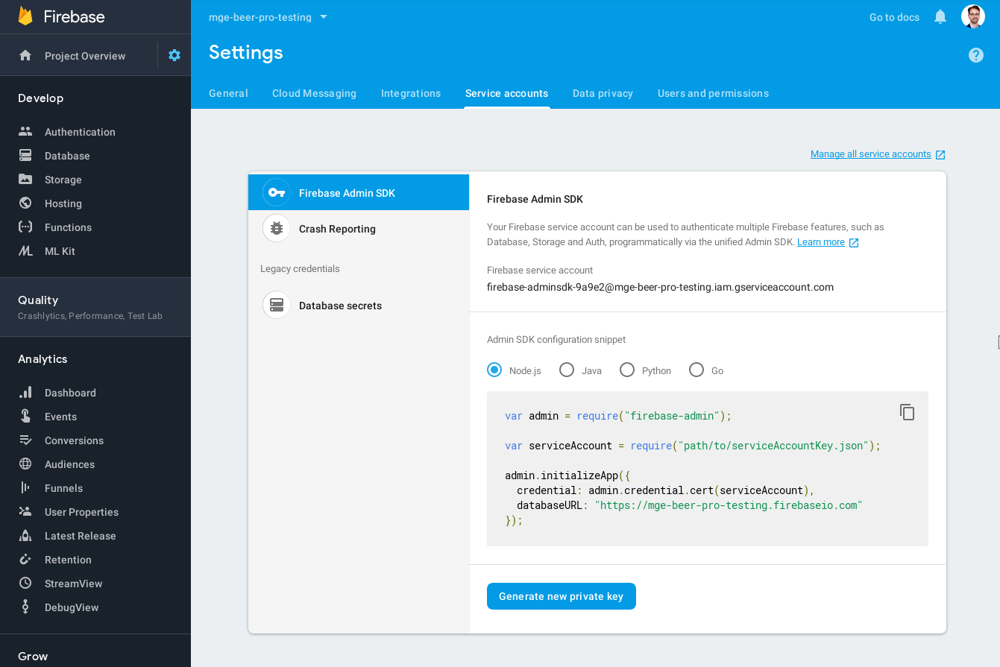 Firebase
mge-beer-pro-testing
Go to docs
Project Overview
Settings
General
Cloud Messaging
Integrations
Service accounts
Data privacy
Users and permissions
Develop
Authentication
Database
Storage
Hosting
Functions
ML Kit
Quality
Crashlytics, Performance, Test Lab
Analytics
Dashboard
Events
Conversions
Audiences
Funnels
User Properties
Latest Release
Retention
StreamView
DebugView
Grow
Manage all service accounts
Firebase Admin SDK
Crash Reporting
Legacy credentials
Database secrets
Firebase Admin SDK
Your Firebase service account can be used to authenticate multiple Firebase features, such as
Database, Storage and Auth, programmatically via the unified Admin SDK. Learn more
Firebase service account
firebase-adminsdk-9a9e2@mge-beer-pro-testing.iam.gserviceaccount.com
Admin SDK configuration snippet
Node.js
Java
Python
Go
var admin = require("firebase-admin");
var serviceAccount = require("path/to/serviceAccountKey.json");
admin.initializeApp({
  credential: admin.credential.cert(serviceAccount),
  databaseURL: "https://mge-beer-pro-testing.firebaseio.com"
});
Generate new private key